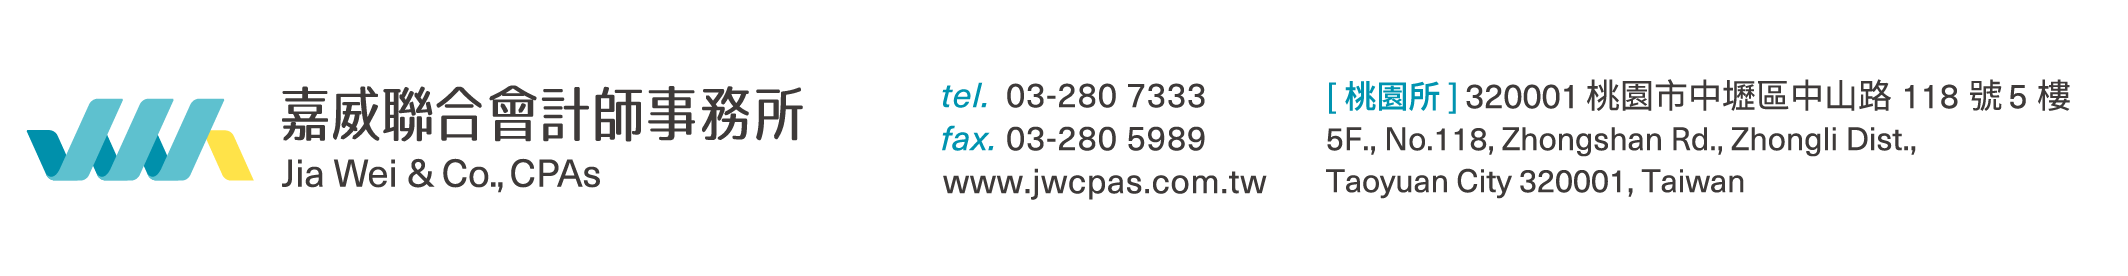 嘉威聯合會計師事務所
Jia Wei & Co., CPAs
tel. 03-280 7333
fax. 03-280 5989
www.jwcpas.com.tw
[ 桃園所 ] 320001 桃園市中壢區中山路 118 號 5 樓
5F., No.118, Zhongshan Rd., Zhongli Dist.,
Taoyuan City 320001, Taiwan